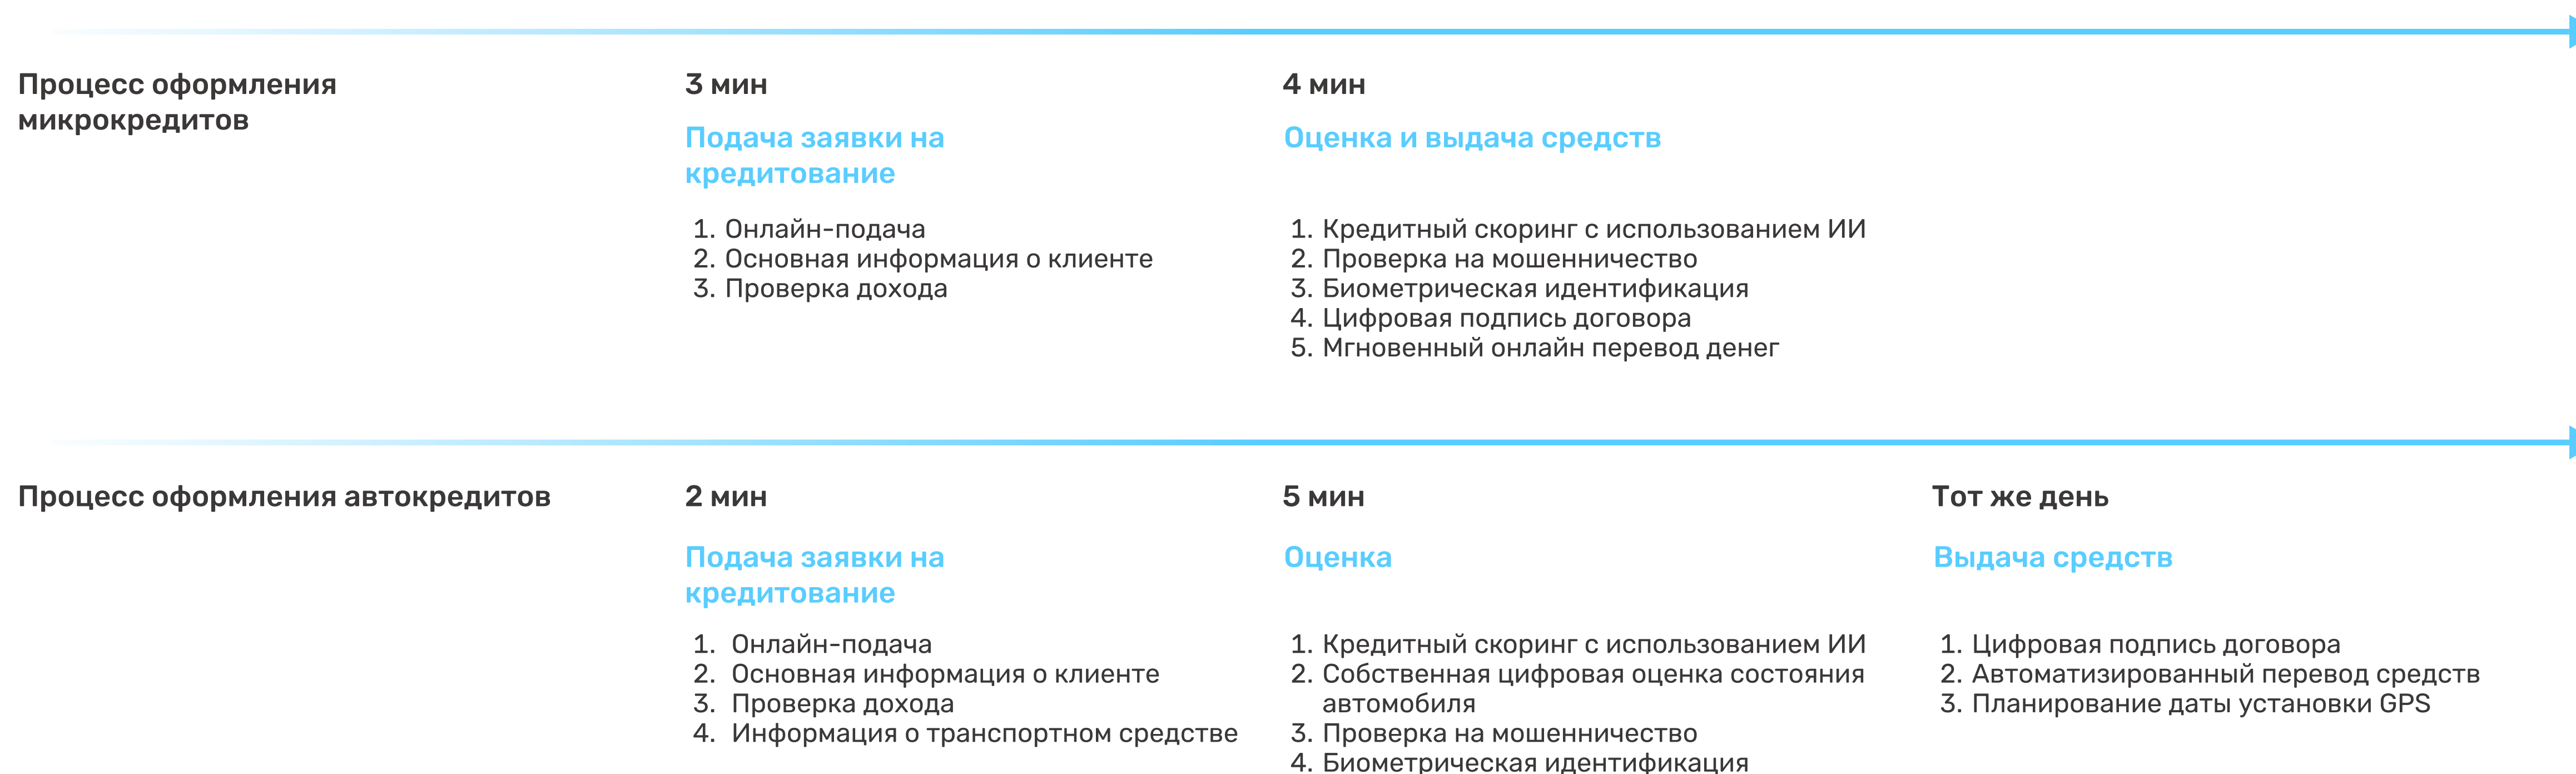 Процесс оформления
микрокредитов
3 мин
Подача заявки на
кредитование
1. Онлайн-подача
2. Основная информация о клиенте
3. Проверка дохода
4 мин
Оценка и выдача средств
1. Кредитный скоринг с использованием ИИ
2. Проверка на мошенничество
3. Биометрическая идентификация
4. Цифровая подпись договора
5. Мгновенный онлайн перевод денег
Процесс оформления автокредитов
2 мин
Подача заявки на
кредитование
1. Онлайн-подача
2. Основная информация о клиенте
3. Проверка дохода
4. Информация о транспортном средстве
5 мин
Оценка
1. Кредитный скоринг с использованием ИИ
2. Собственная цифровая оценка состояния
автомобиля
3. Проверка на мошенничество
4. Биометрическая идентификация
Тот же день
Выдача средств
1. Цифровая подпись договора
2. Автоматизированный перевод средств
3. Планирование даты установки GPS